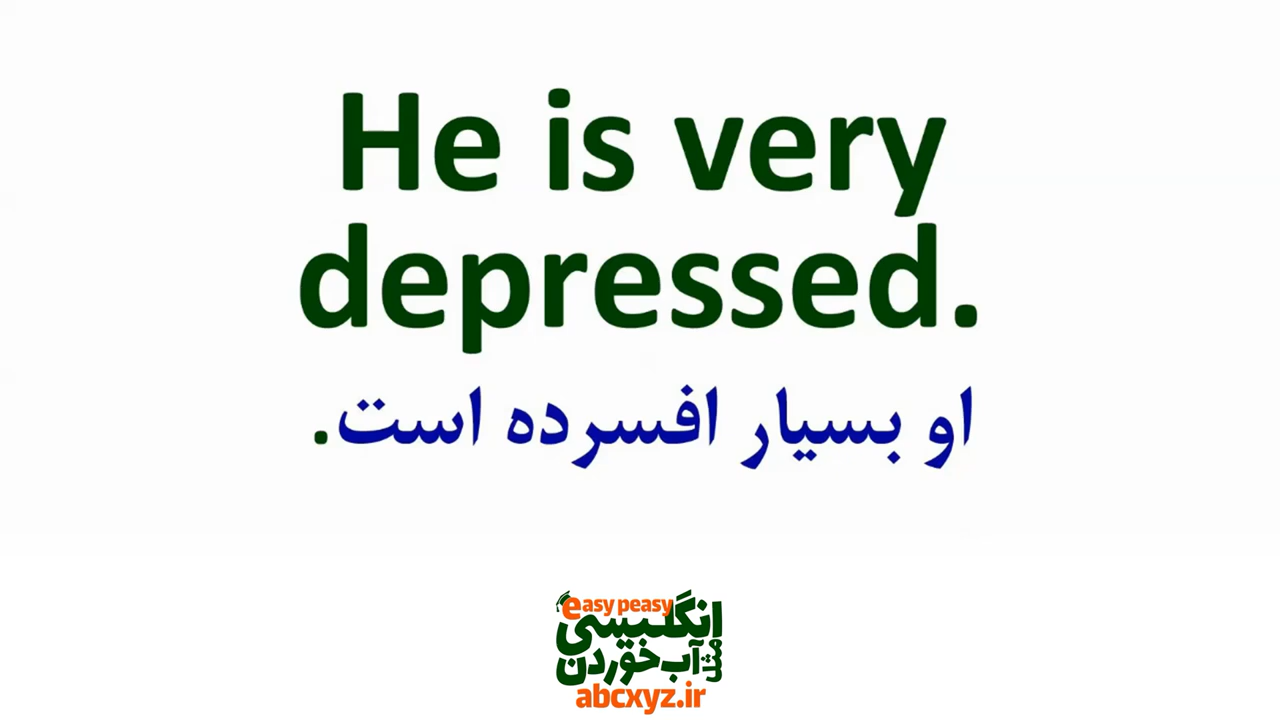 He is very
depressed.
او بسیار افسرده است.
easy peasy
انگلیسی
مثل
آب خوردن
abcxyz.ir